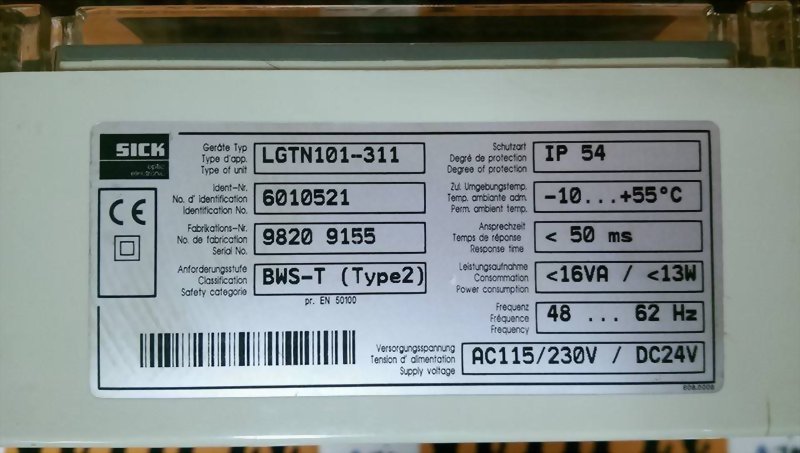 SICK
optic
electronic
CE
Geräte Typ
Type d'app.
Type of unit
LGTN101-311
Ident-Nr.
No. d' identification
Identification No.
6010521
Fabrikations-Nr.
No. de fabrication
Serial No.
9820 9155
Anforderungsstufe
Classification
Safety categorie
BWS-T (Type2)
pr. EN 50100
Schutzart
Degré de protection
Degree of protection
IP 54
Zul. Umgebungstemp.
Temp. ambiante adm.
Perm. ambient temp.
-10...+55°C
Ansprechzeit
Temps de réponse
Response time
< 50 ms
Leistungsaufnahme
Consommation
Power consumption
<16VA / <13W
Frequenz
Fréquence
Frequency
48 ... 62 Hz
Versorgungsspannung
Tension d' alimentation
Supply voltage
AC115/230V / DC24V